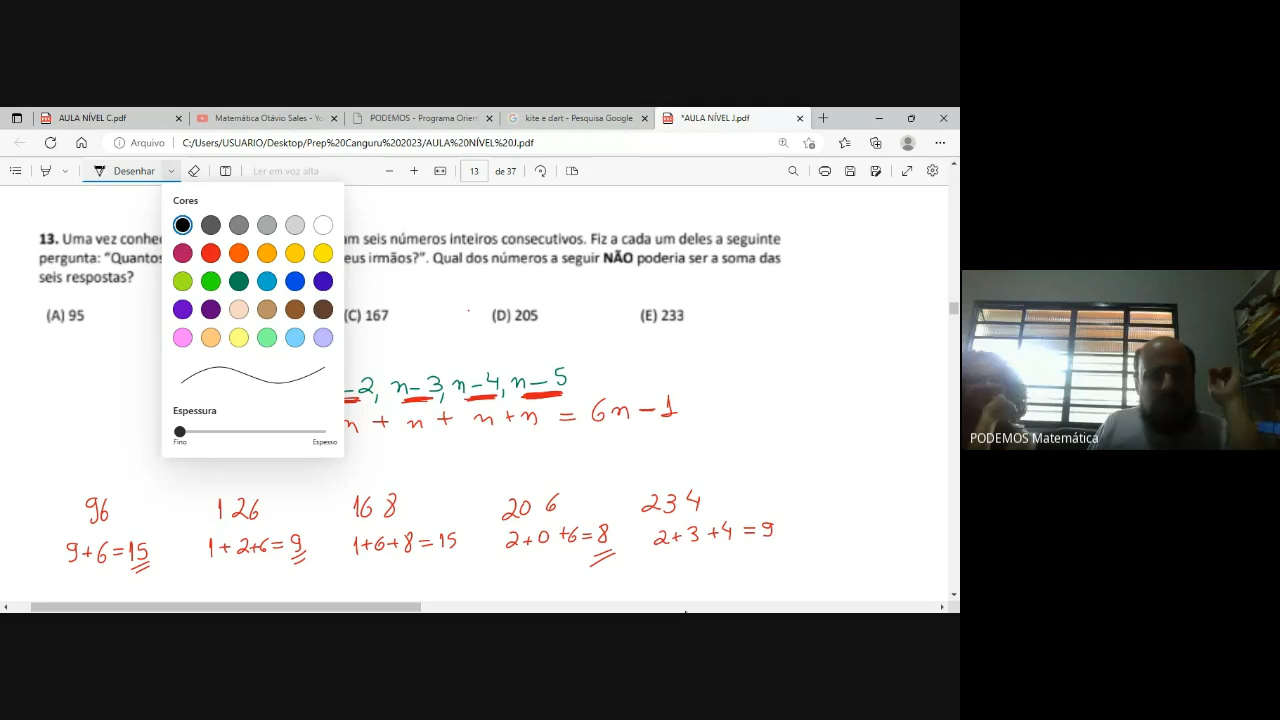 AULA NÍVEL C.pdf
Matemática Otávio Sales - Yo
PODEMOS - Programa Orien
kite e dart - Pesquisa Google
*AULA NÍVEL J.pdf
Arquivo C:/Users/USUARIO/Desktop/Prep%20Canguru%202023/AULA%20NÍVEL%20J.pdf
Desenhar Ler em voz alta 13 de 37
Cores
13. Uma vez conhe am seis números inteiros consecutivos. Fiz a cada um deles a seguinte
pergunta: "Quantos eus irmãos?". Qual dos números a seguir NÃO poderia ser a soma das
seis respostas?
(A) 95 (C) 167 (D) 205 (E) 233
-2, n-3, n-4, n-5
n + n + n + n = 6n - 1
Espessura
Fino Espesso
PODEMOS Matemática
96 126 168 206 234
9+6=15 1+2+6=9 1+6+8=15 2+0+6=8 2+3+4=9